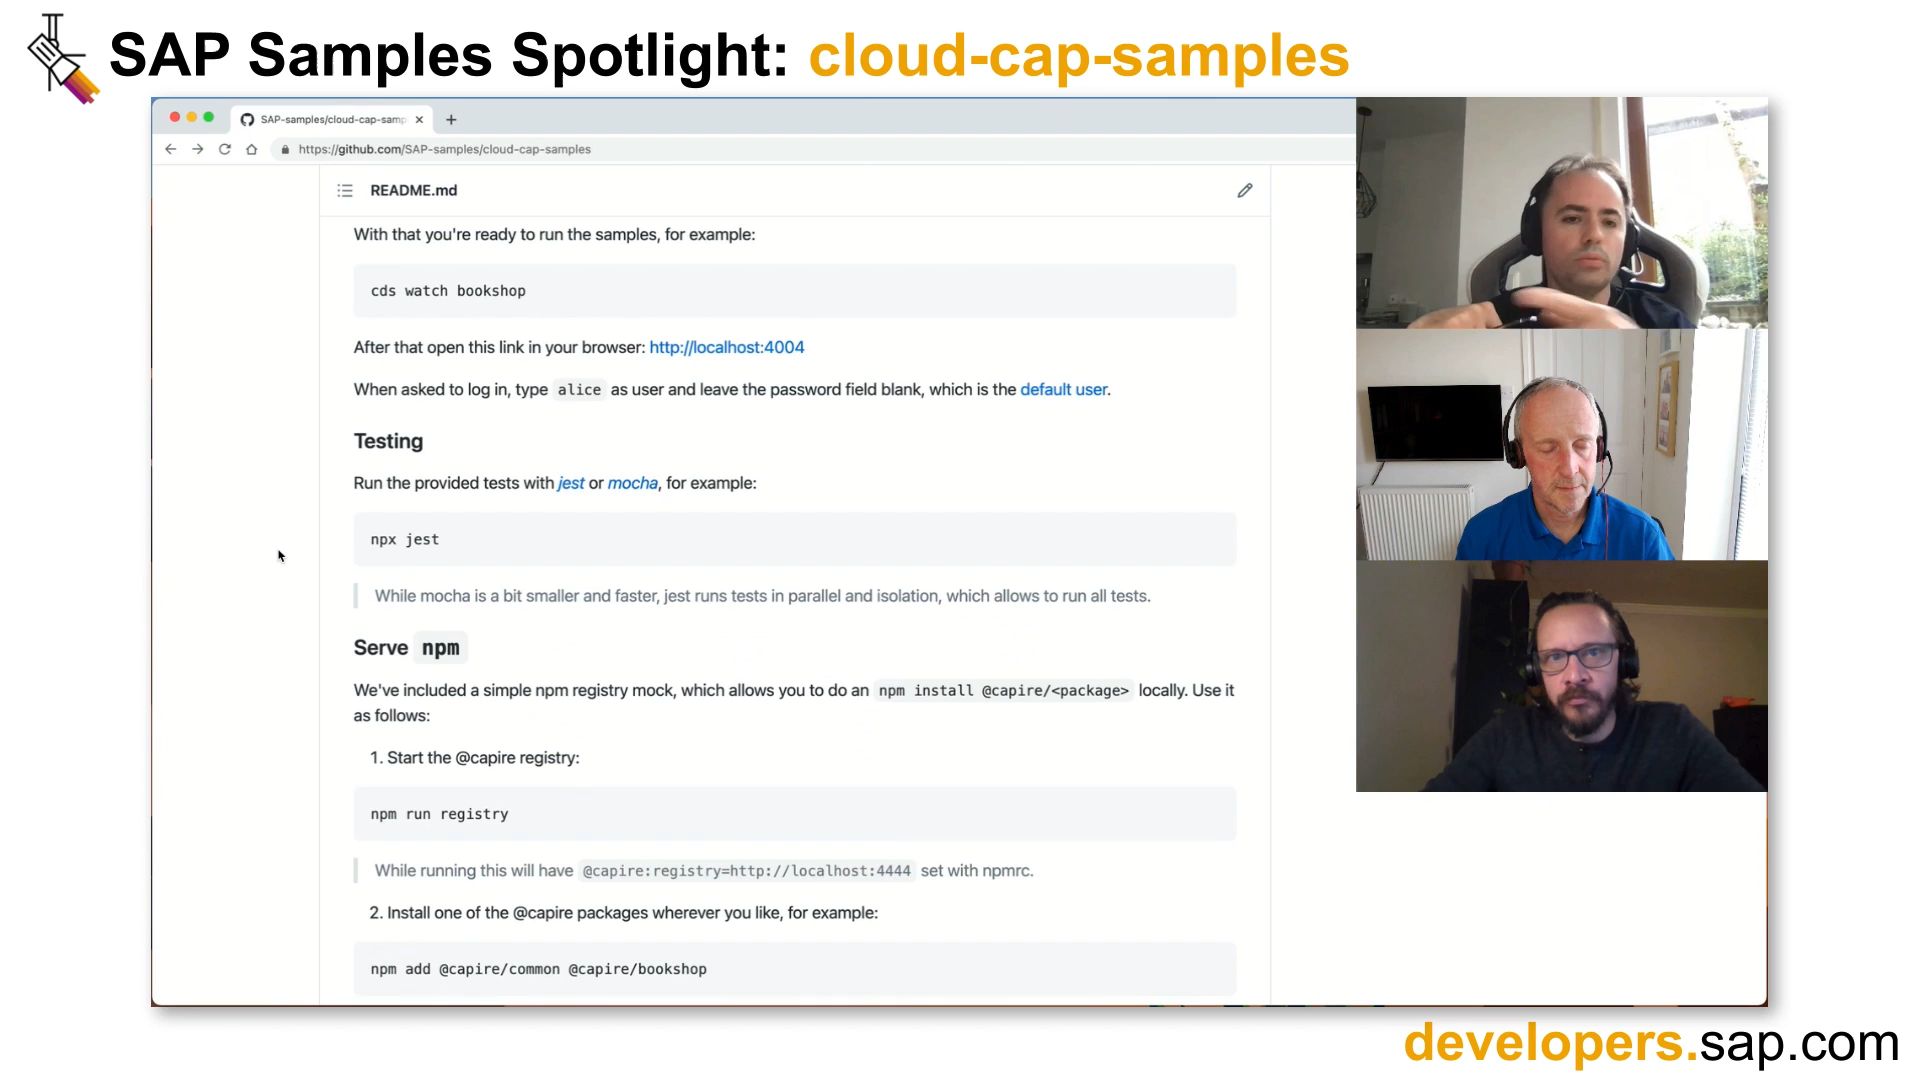 SAP Samples Spotlight: cloud-cap-samples
SAP-samples/cloud-cap-samp
https://github.com/SAP-samples/cloud-cap-samples
README.md
With that you're ready to run the samples, for example:
cds watch bookshop
After that open this link in your browser: http://localhost:4004
When asked to log in, type alice as user and leave the password field blank, which is the default user.
Testing
Run the provided tests with jest or mocha, for example:
npx jest
While mocha is a bit smaller and faster, jest runs tests in parallel and isolation, which allows to run all tests.
Serve npm
We've included a simple npm registry mock, which allows you to do an npm install @capire/<package> locally. Use it
as follows:
1. Start the @capire registry:
npm run registry
While running this will have @capire:registry=http://localhost:4444 set with npmrc.
2. Install one of the @capire packages wherever you like, for example:
npm add @capire/common @capire/bookshop
developers.sap.com